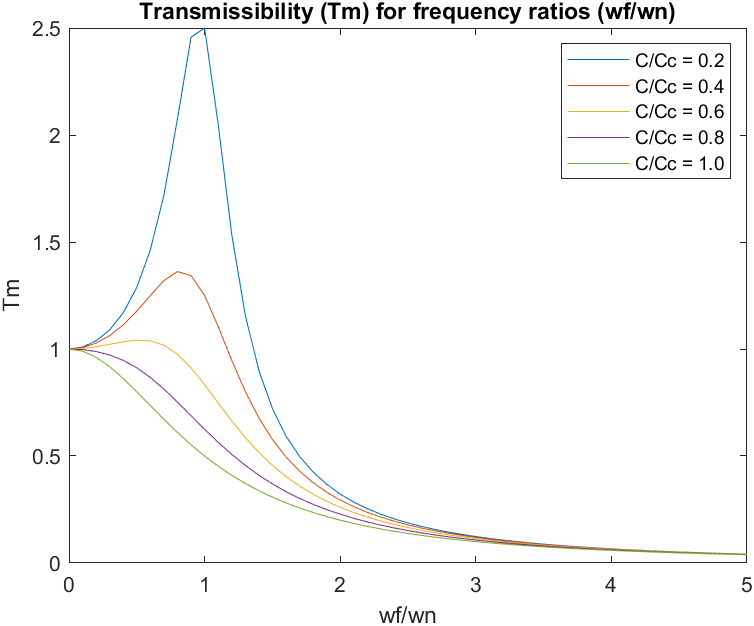 Transmissibility (Tm) for frequency ratios (wf/wn)
2.5
2
1.5
1
0.5
0
Tm
C/Cc = 0.2
C/Cc = 0.4
C/Cc = 0.6
C/Cc = 0.8
C/Cc = 1.0
0 1 2 3 4 5
wf/wn